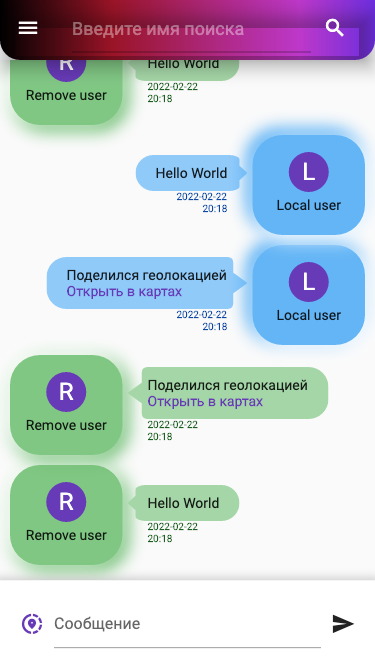 Введите имя поиска
R
Hello World
Remove user
2022-02-22
20:18
L
Hello World
2022-02-22
20:18
Local user
Поделился геолокацией
Открыть в картах
L
Local user
2022-02-22
20:18
R
Поделился геолокацией
Открыть в картах
Remove user
2022-02-22
20:18
R
Hello World
2022-02-22
20:18
Remove user
Сообщение